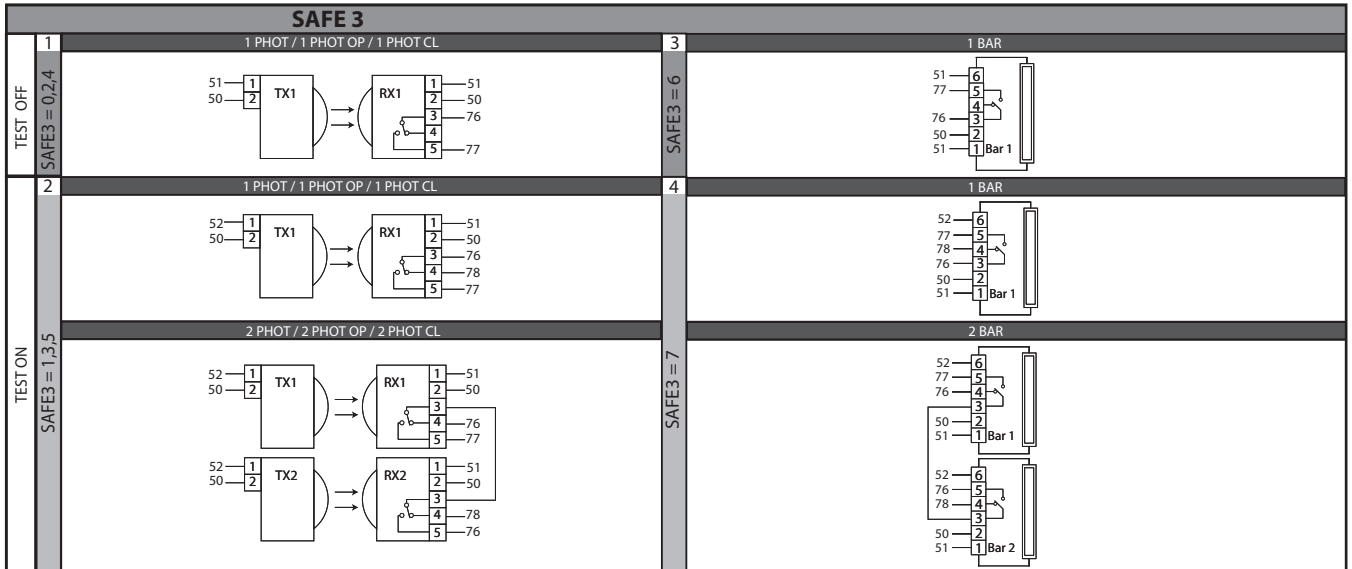 SAFE 3
TEST OFF
1
SAFE3 = 0,2,4
1 PHOT / 1 PHOT OP / 1 PHOT CL
51 1 TX1 RX1 1 51
50 2 2 50
3 76
4
5 77
3
SAFE3 = 6
1 BAR
51 6
77 5
4
76 3
50 2
51 1 Bar 1
TEST ON
2
SAFE3 = 1,3,5
1 PHOT / 1 PHOT OP / 1 PHOT CL
52 1 TX1 RX1 1 51
50 2 2 50
3 76
4 78
5 77
2 PHOT / 2 PHOT OP / 2 PHOT CL
52 1 TX1 RX1 1 51
50 2 2 50
3
4 76
5 77
52 1 TX2 RX2 1 51
50 2 2 50
3
4 78
5 76
4
SAFE3 = 7
1 BAR
52 6
77 5
78 4
76 3
50 2
51 1 Bar 1
2 BAR
52 6
77 5
76 4
3
50 2
51 1 Bar 1
52 6
76 5
78 4
3
50 2
51 1 Bar 2